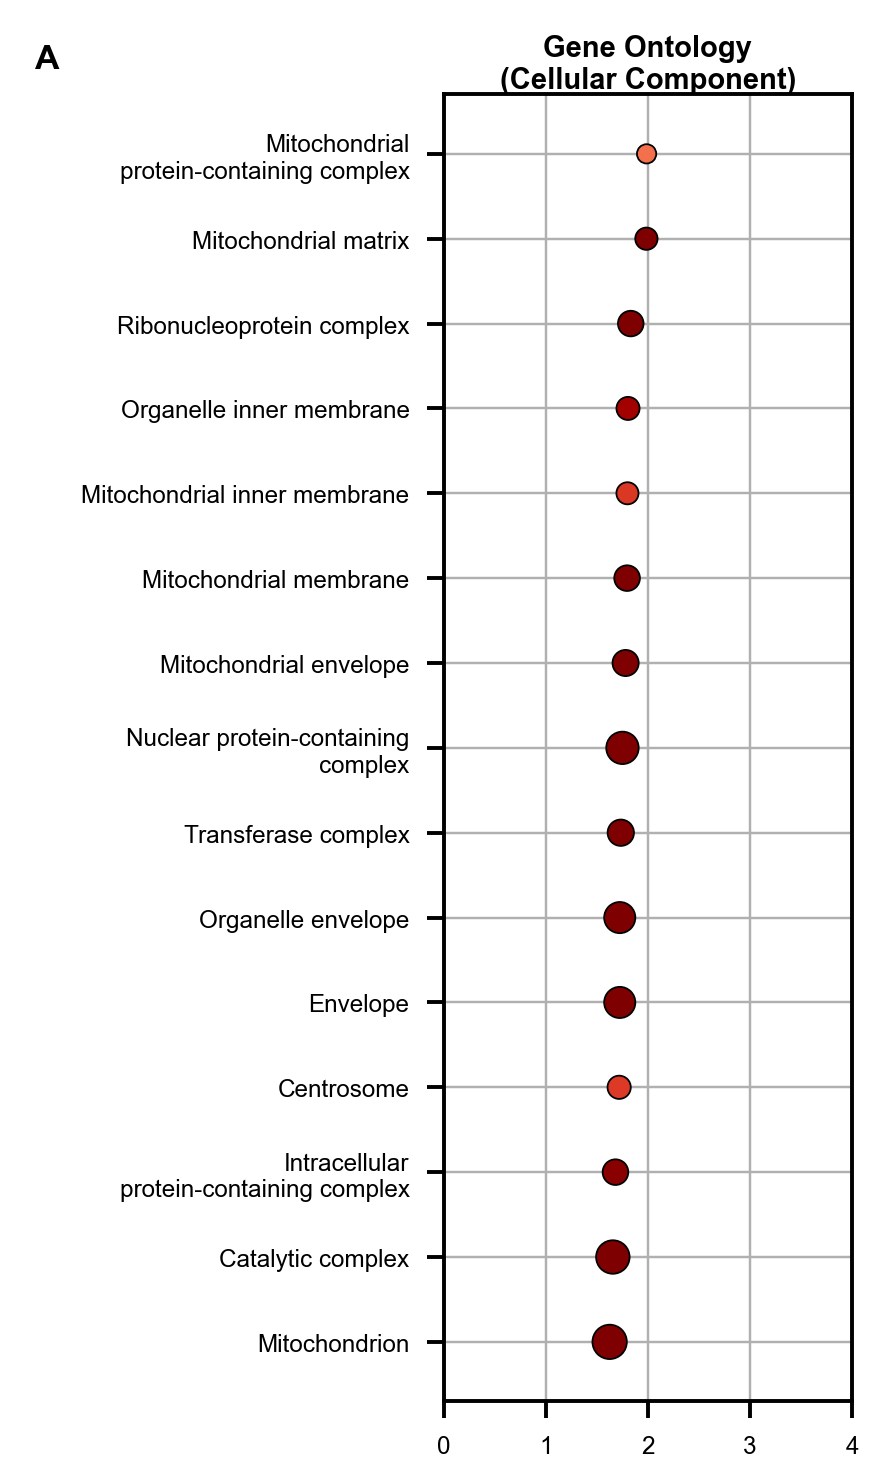 A
Gene Ontology
(Cellular Component)
Mitochondrial
protein-containing complex
Mitochondrial matrix
Ribonucleoprotein complex
Organelle inner membrane
Mitochondrial inner membrane
Mitochondrial membrane
Mitochondrial envelope
Nuclear protein-containing
complex
Transferase complex
Organelle envelope
Envelope
Centrosome
Intracellular
protein-containing complex
Catalytic complex
Mitochondrion
0 1 2 3 4